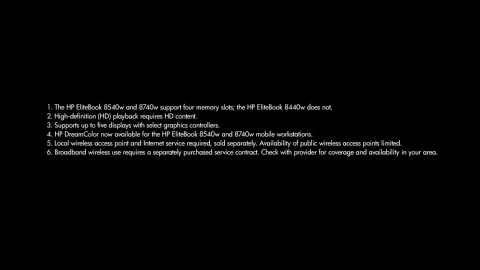 1. The HP EliteBook 8540w and 8740w support four memory slots; the HP EliteBook 8440w does not.
2. High-definition (HD) playback requires HD content.
3. Supports up to five displays with select graphics controllers.
4. HP DreamColor now available for the HP EliteBook 8540w and 8740w mobile workstations.
5. Local wireless access point and Internet service required, sold separately. Availability of public wireless access points limited.
6. Broadband wireless use requires a separately purchased service contract. Check with provider for coverage and availability in your area.